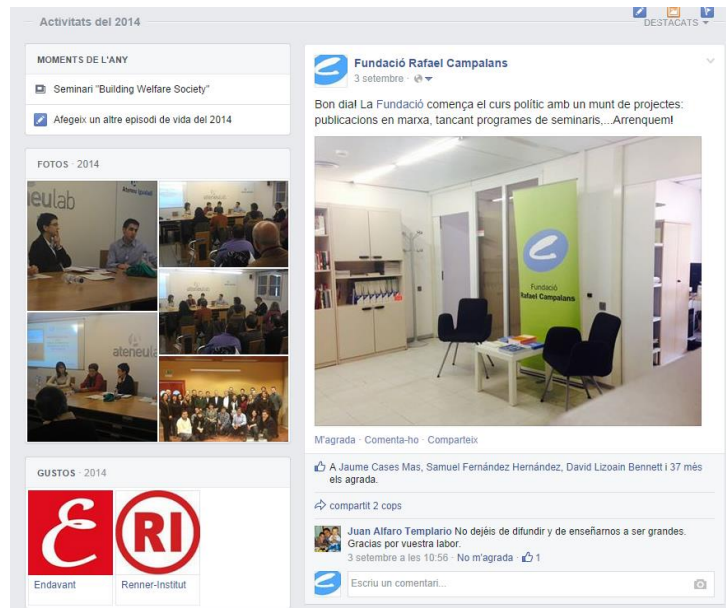 Activitats del 2014
DESTACATS
MOMENTS DE L'ANY
Seminari "Building Welfare Society"
Afegeix un altre episodi de vida del 2014
FOTOS · 2014
eulab
Ateneu
ateneulab
ateneula
GUSTOS · 2014
RI
Endavant
Renner-Institut
Fundació Rafael Campalans
3 setembre ·
Bon dia! La Fundació comença el curs polític amb un munt de projectes:
publicacions en marxa, tancant programes de seminaris,...Arrenquem!
Fundació
Rafael Campalans
M'agrada · Comenta-ho · Comparteix
A Jaume Cases Mas, Samuel Fernández Hernández, David Lizoain Bennett i 37 mès
els agrada.
compartit 2 cops
Juan Alfaro Templario No dejéis de difundir y de enseñarnos a ser grandes.
Gracias por vuestra labor.
3 setembre a les 10:56 · No m'agrada · 1
Escriu un comentari...